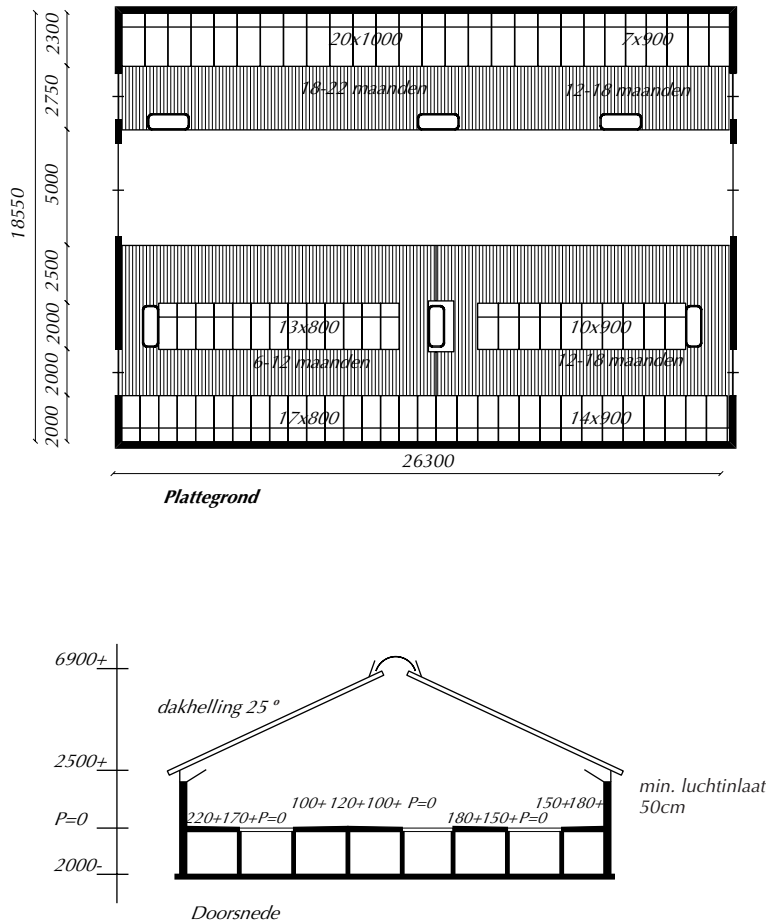 2300
20x1000 7x900
2750
18-22 maanden 12-18 maanden
5000
18550
2500
2000
13x800 10x900
6-12 maanden 12-18 maanden
2000
2000
17x800 14x900
26300
Plattegrond
6900+
dakhelling 25 °
2500+
min. luchtinlaat
50cm
100+ 120+100+ P=0 150+180+
P=0
220+170+P=0 180+150+P=0
2000-
Doorsnede